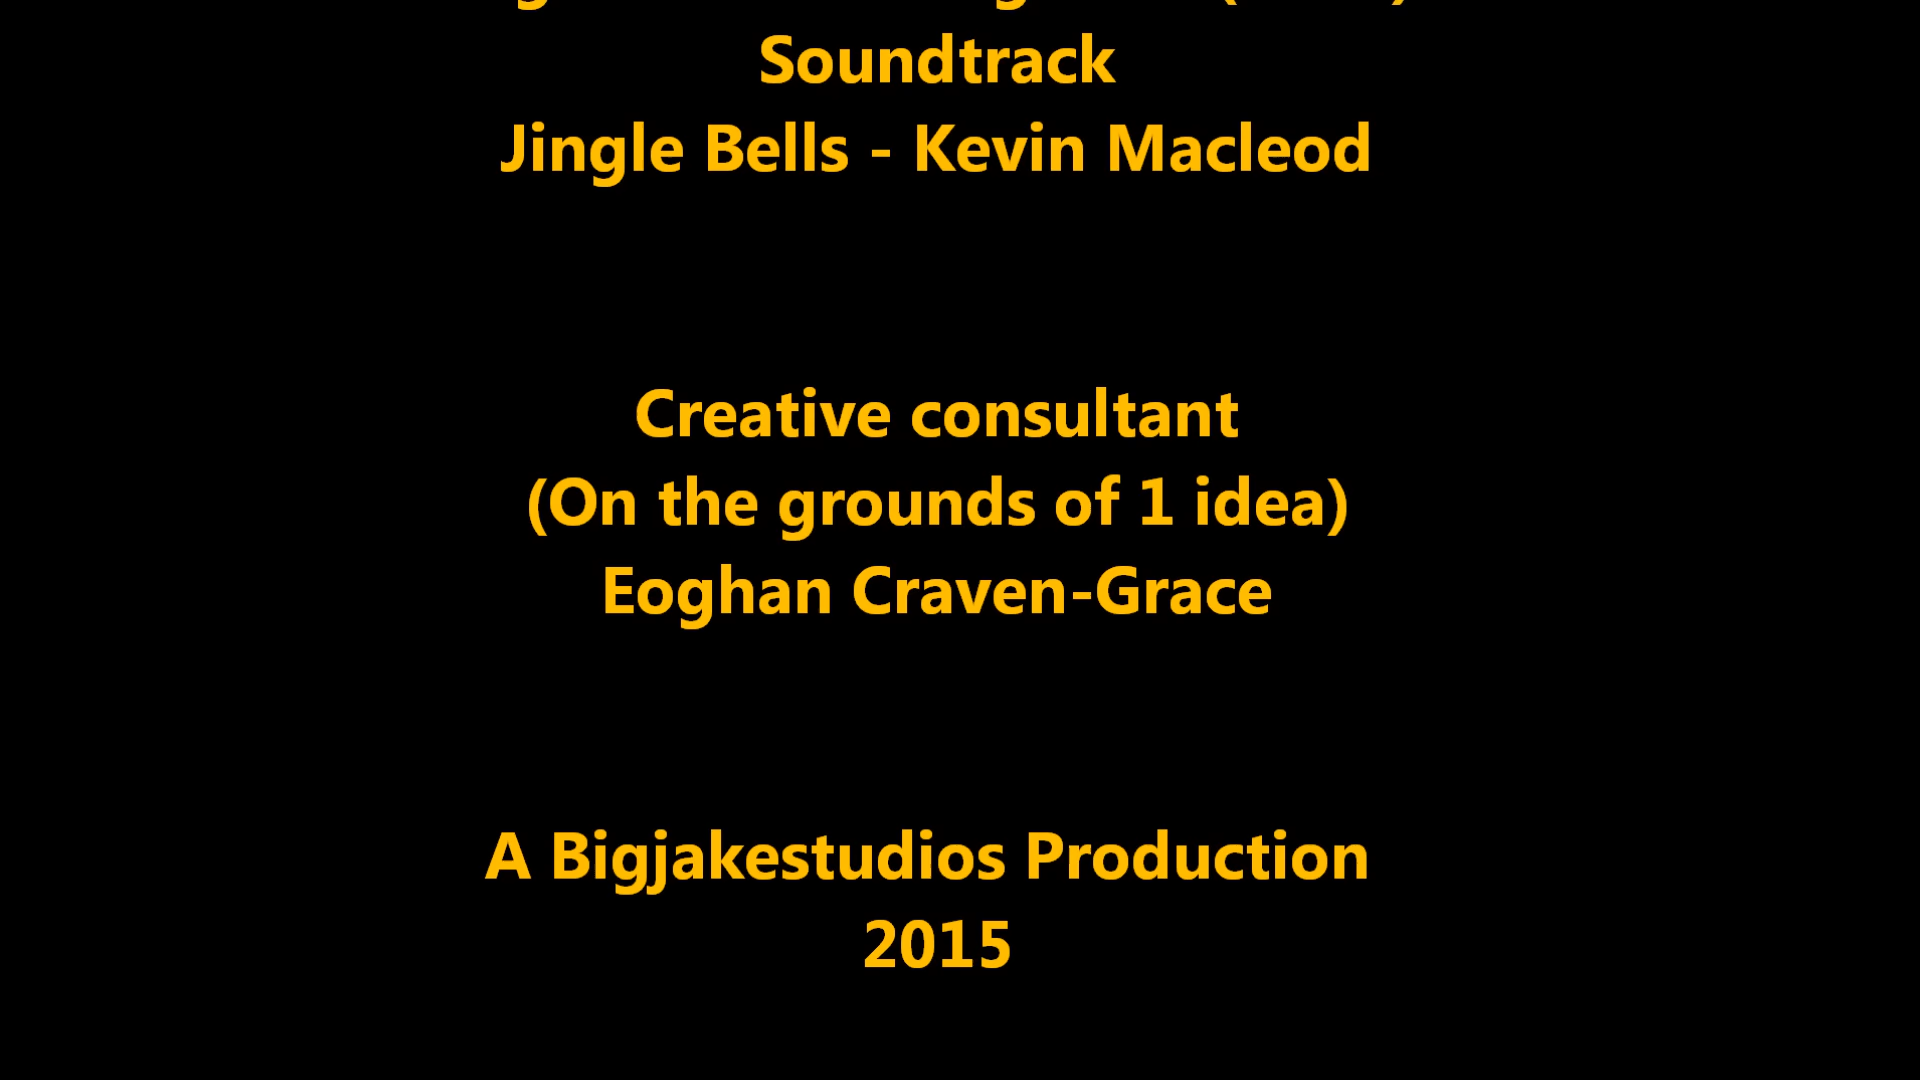 Soundtrack
Jingle Bells - Kevin Macleod
Creative consultant
(On the grounds of 1 idea)
Eoghan Craven-Grace
A Bigjakestudios Production
2015